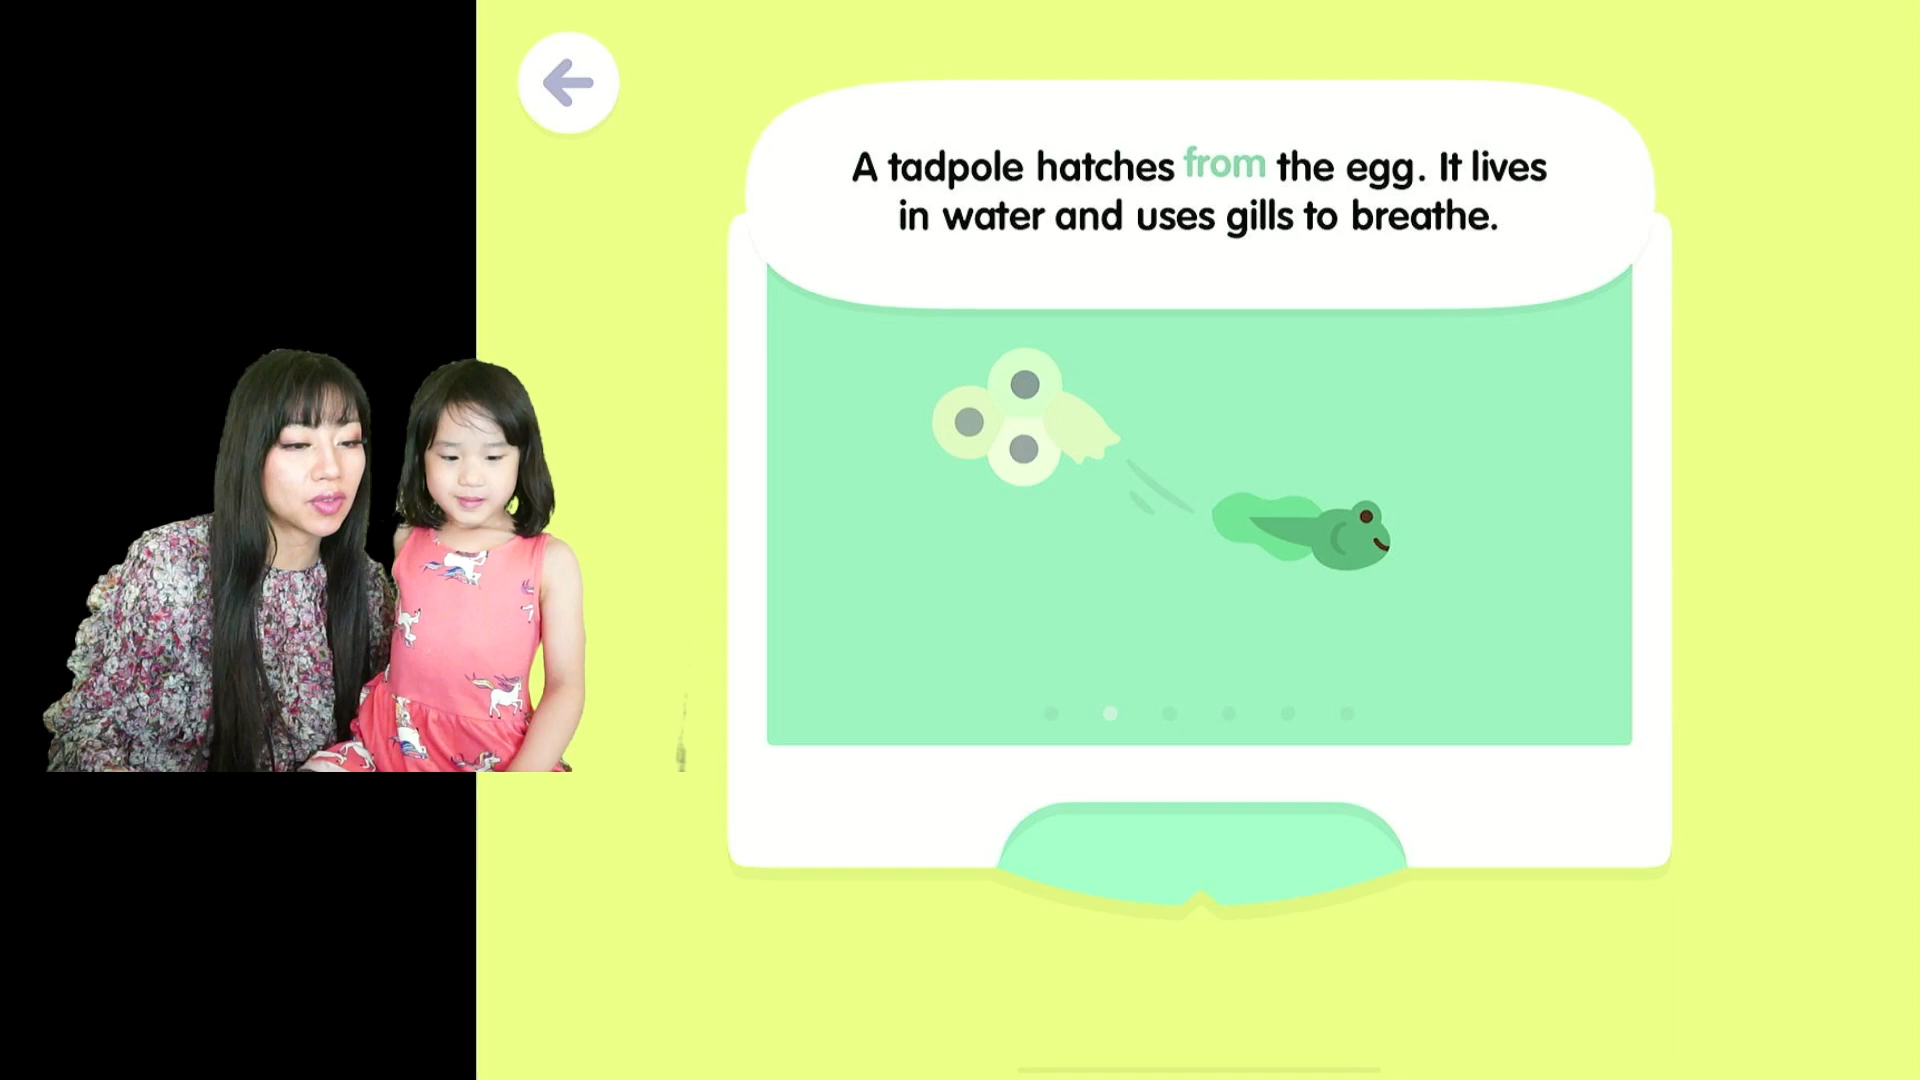 A tadpole hatches from the egg. It lives
in water and uses gills to breathe.